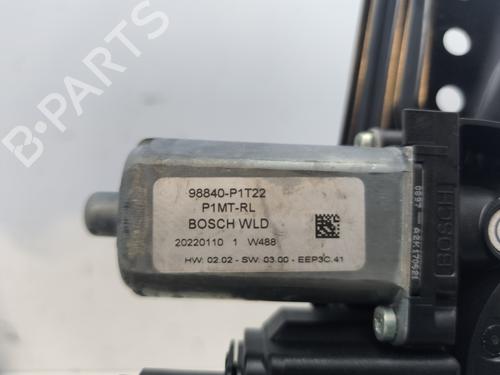 98840-P1T22
P1MT-RL
BOSCH WLD
20220110 1 W488
HW: 02.02 - SW: 03.00 - EEP3C.41
BOSCH
B-PARTS